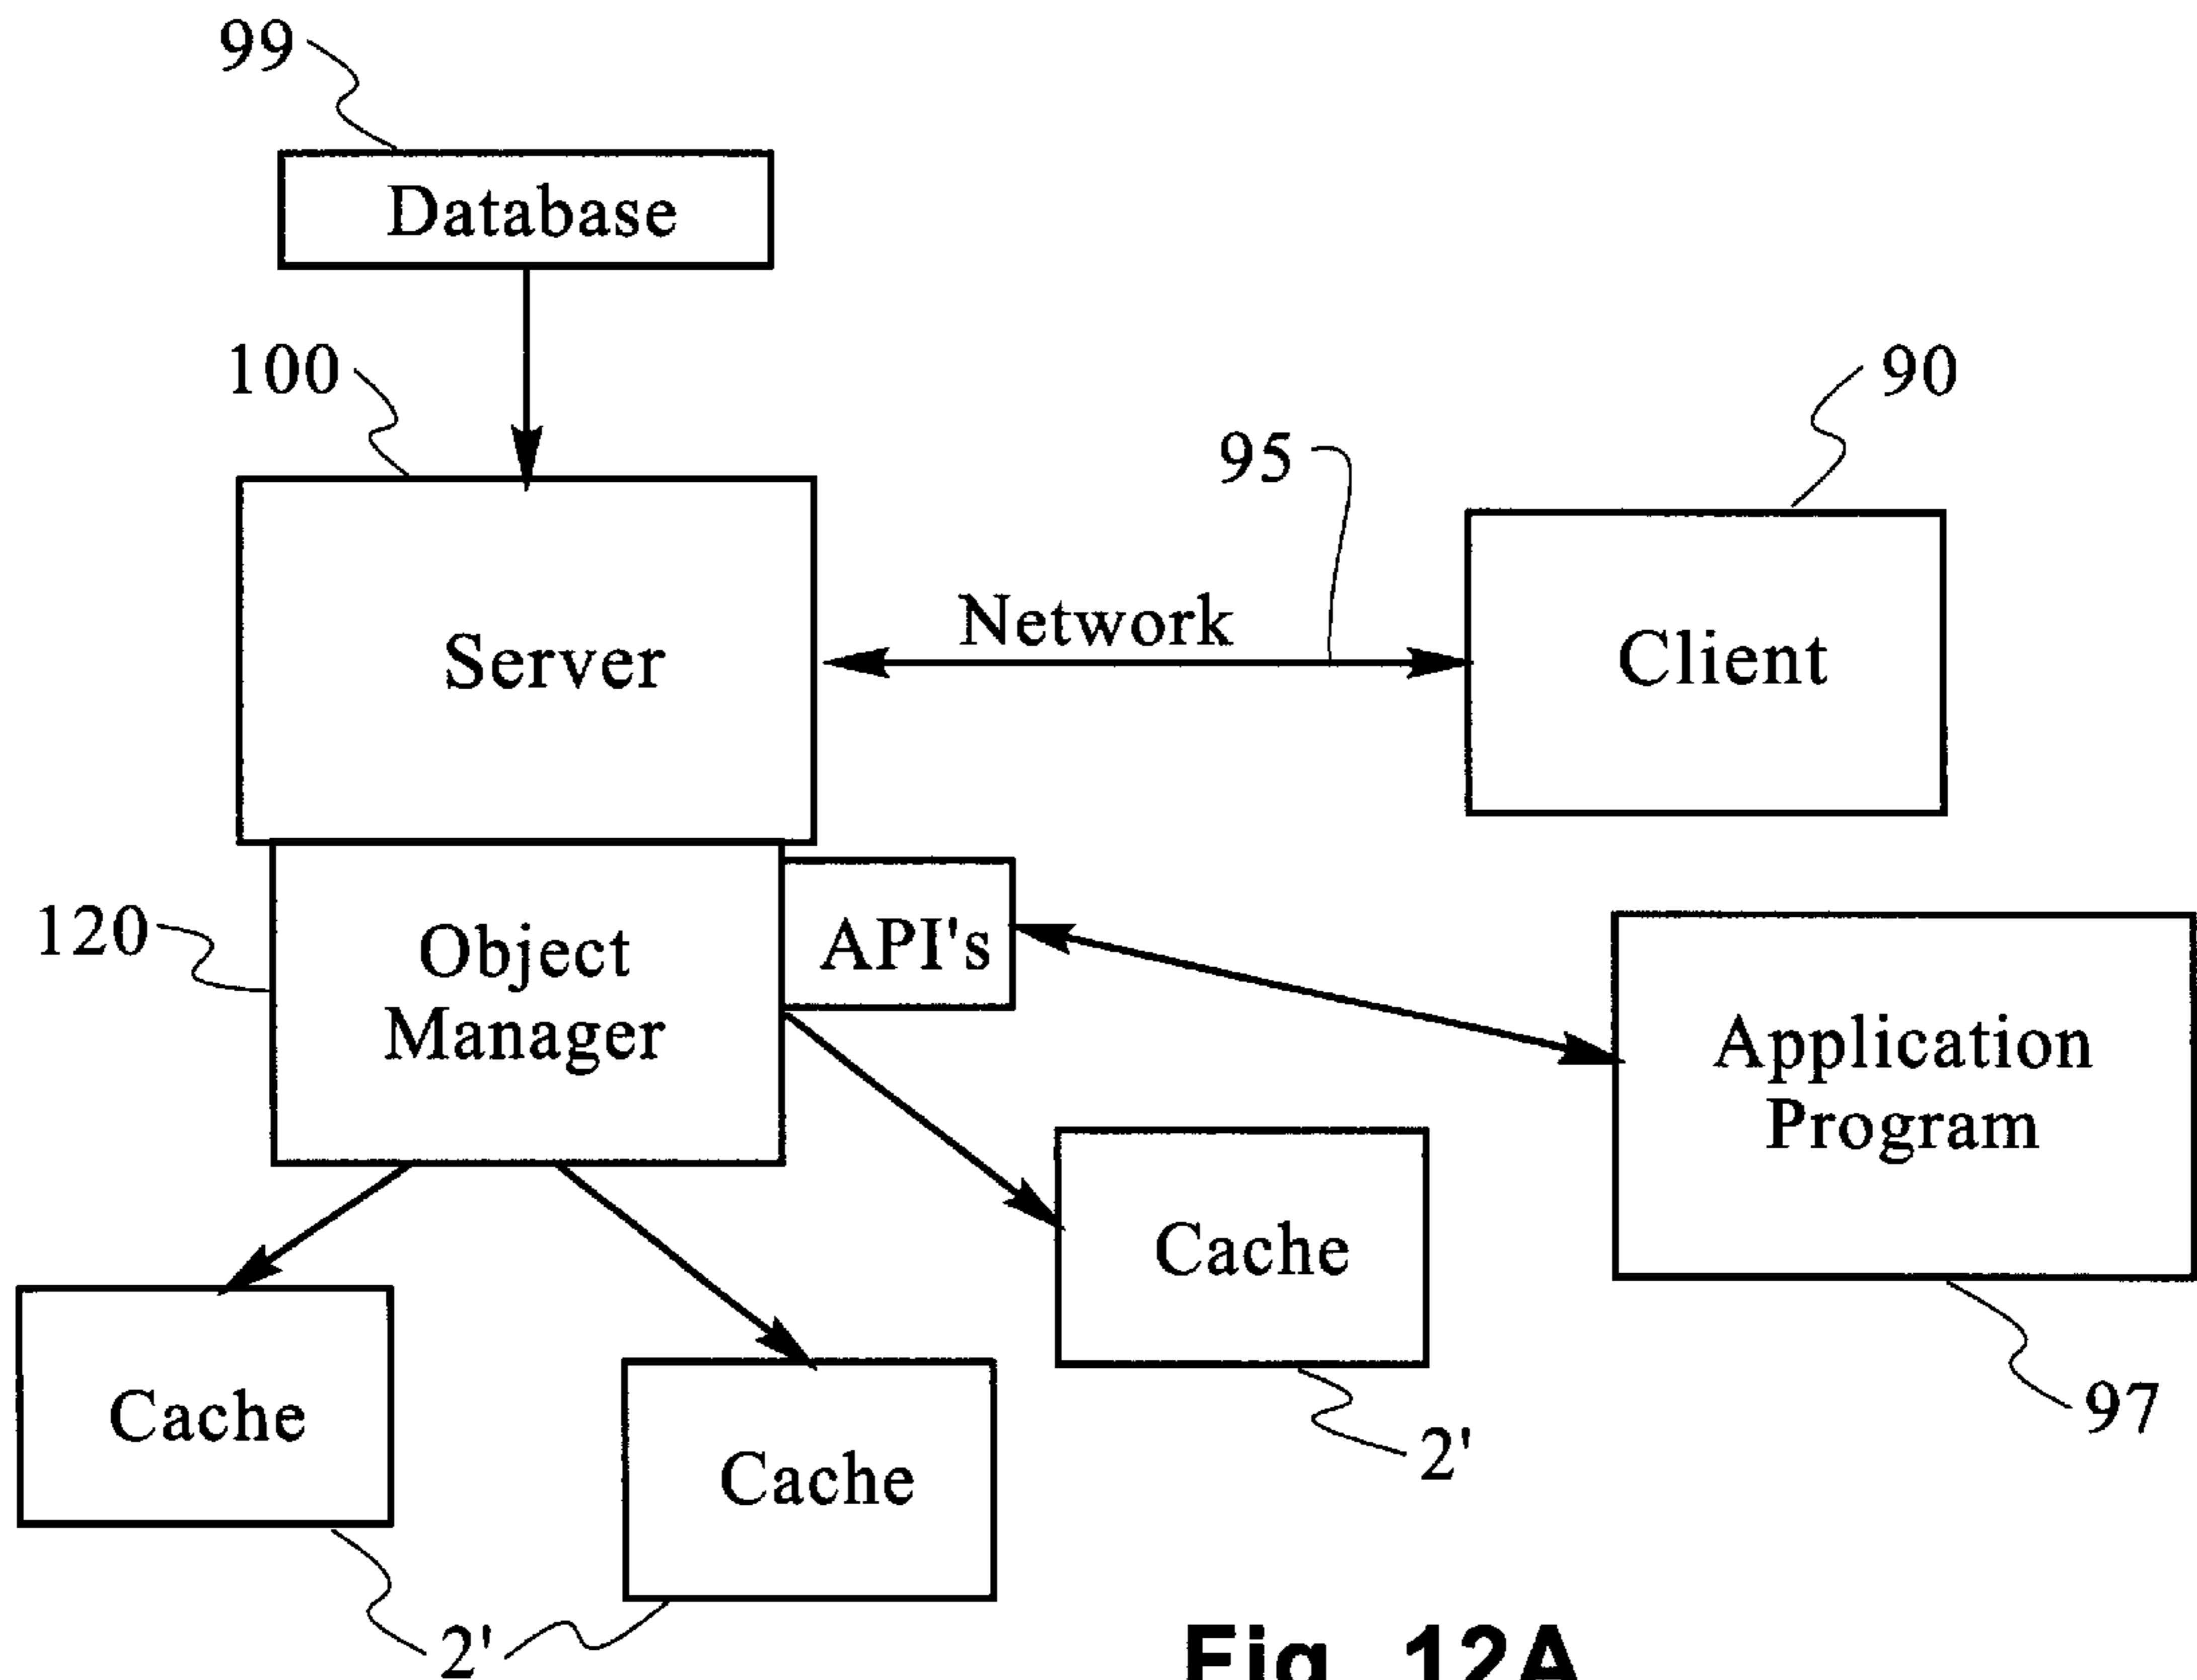 99
Database
100
90
95
Network
Server
Client
120
Object
Manager
API's
Application
Program
Cache
Cache
Cache
97
2'
2'
Fig. 12A